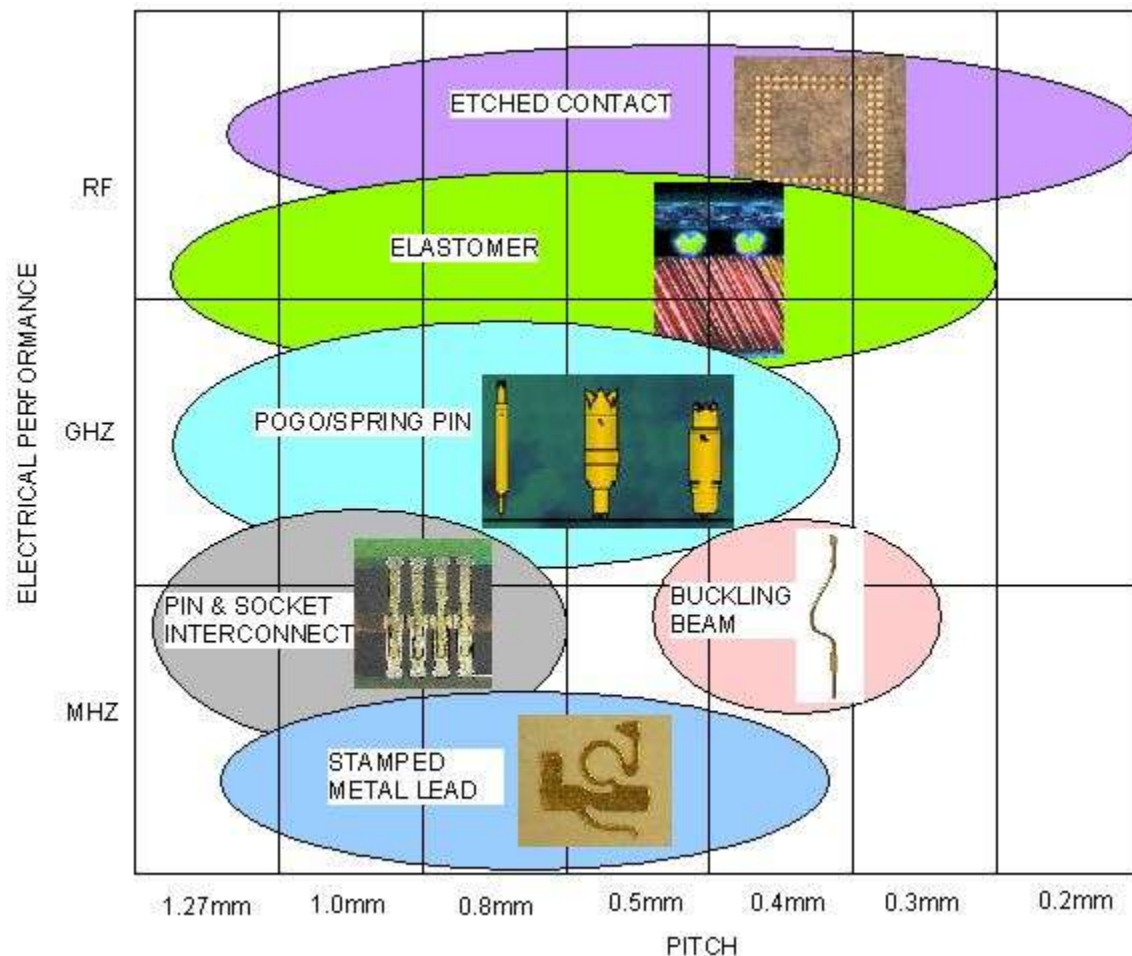 ETCHED CONTACT
RF
ELASTOMER
ELECTRICAL PERFORMANCE
GHZ
POGO/SPRING PIN
PIN & SOCKET
INTERCONNECT
BUCKLING
BEAM
MHZ
STAMPED
METAL LEAD
1.27mm 1.0mm 0.8mm 0.5mm 0.4mm 0.3mm 0.2mm
PITCH